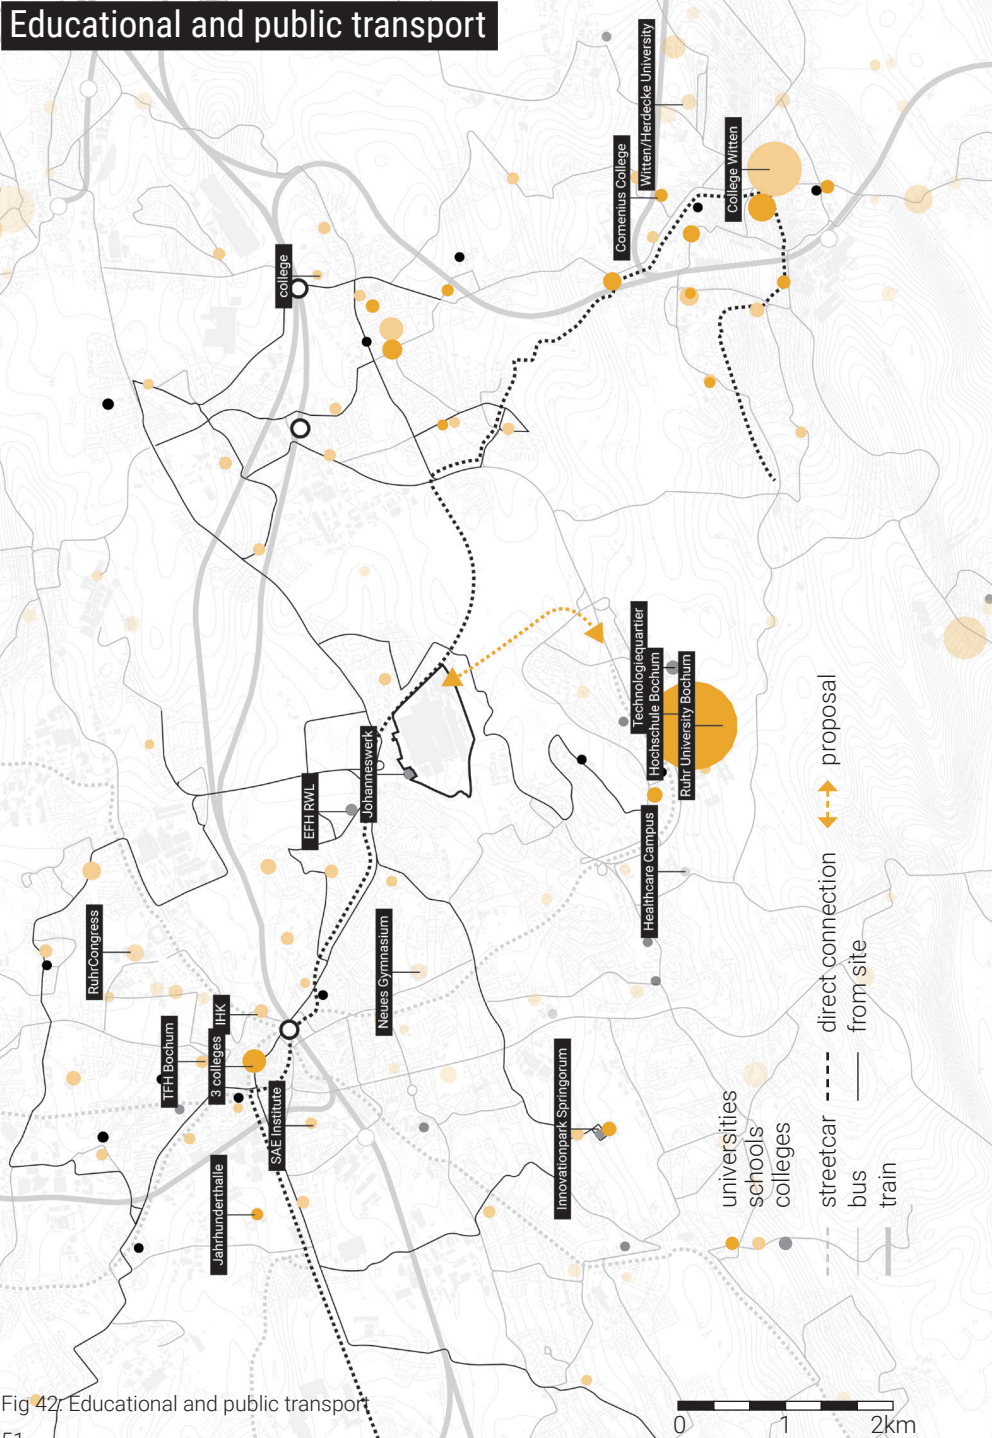 Educational and public transport
Witten/Herdecke University
Comenius College
College Witten
college
Technologiequartier
Hochschule Bochum
Ruhr University Bochum
Johanneswerk
EFH RWL
Healthcare Campus
RuhrCongress
Neues Gymnasium
IHK
TFH Bochum
3 colleges
SAE Institute
Innovationpark Springorum
Jahrhunderthalle
universities
schools
colleges
streetcar
bus
train
direct connection
from site
proposal
Fig 42: Educational and public transport
0 1 2km
51